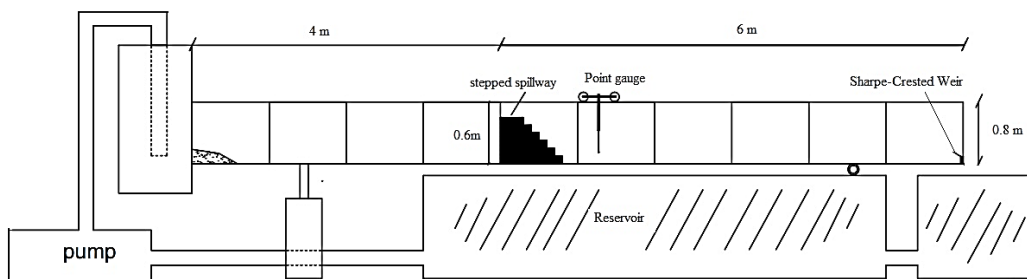 4 m
6 m
stepped spillway
Point gauge
Sharpe-Crested Weir
0.6m
0.8 m
Reservoir
pump